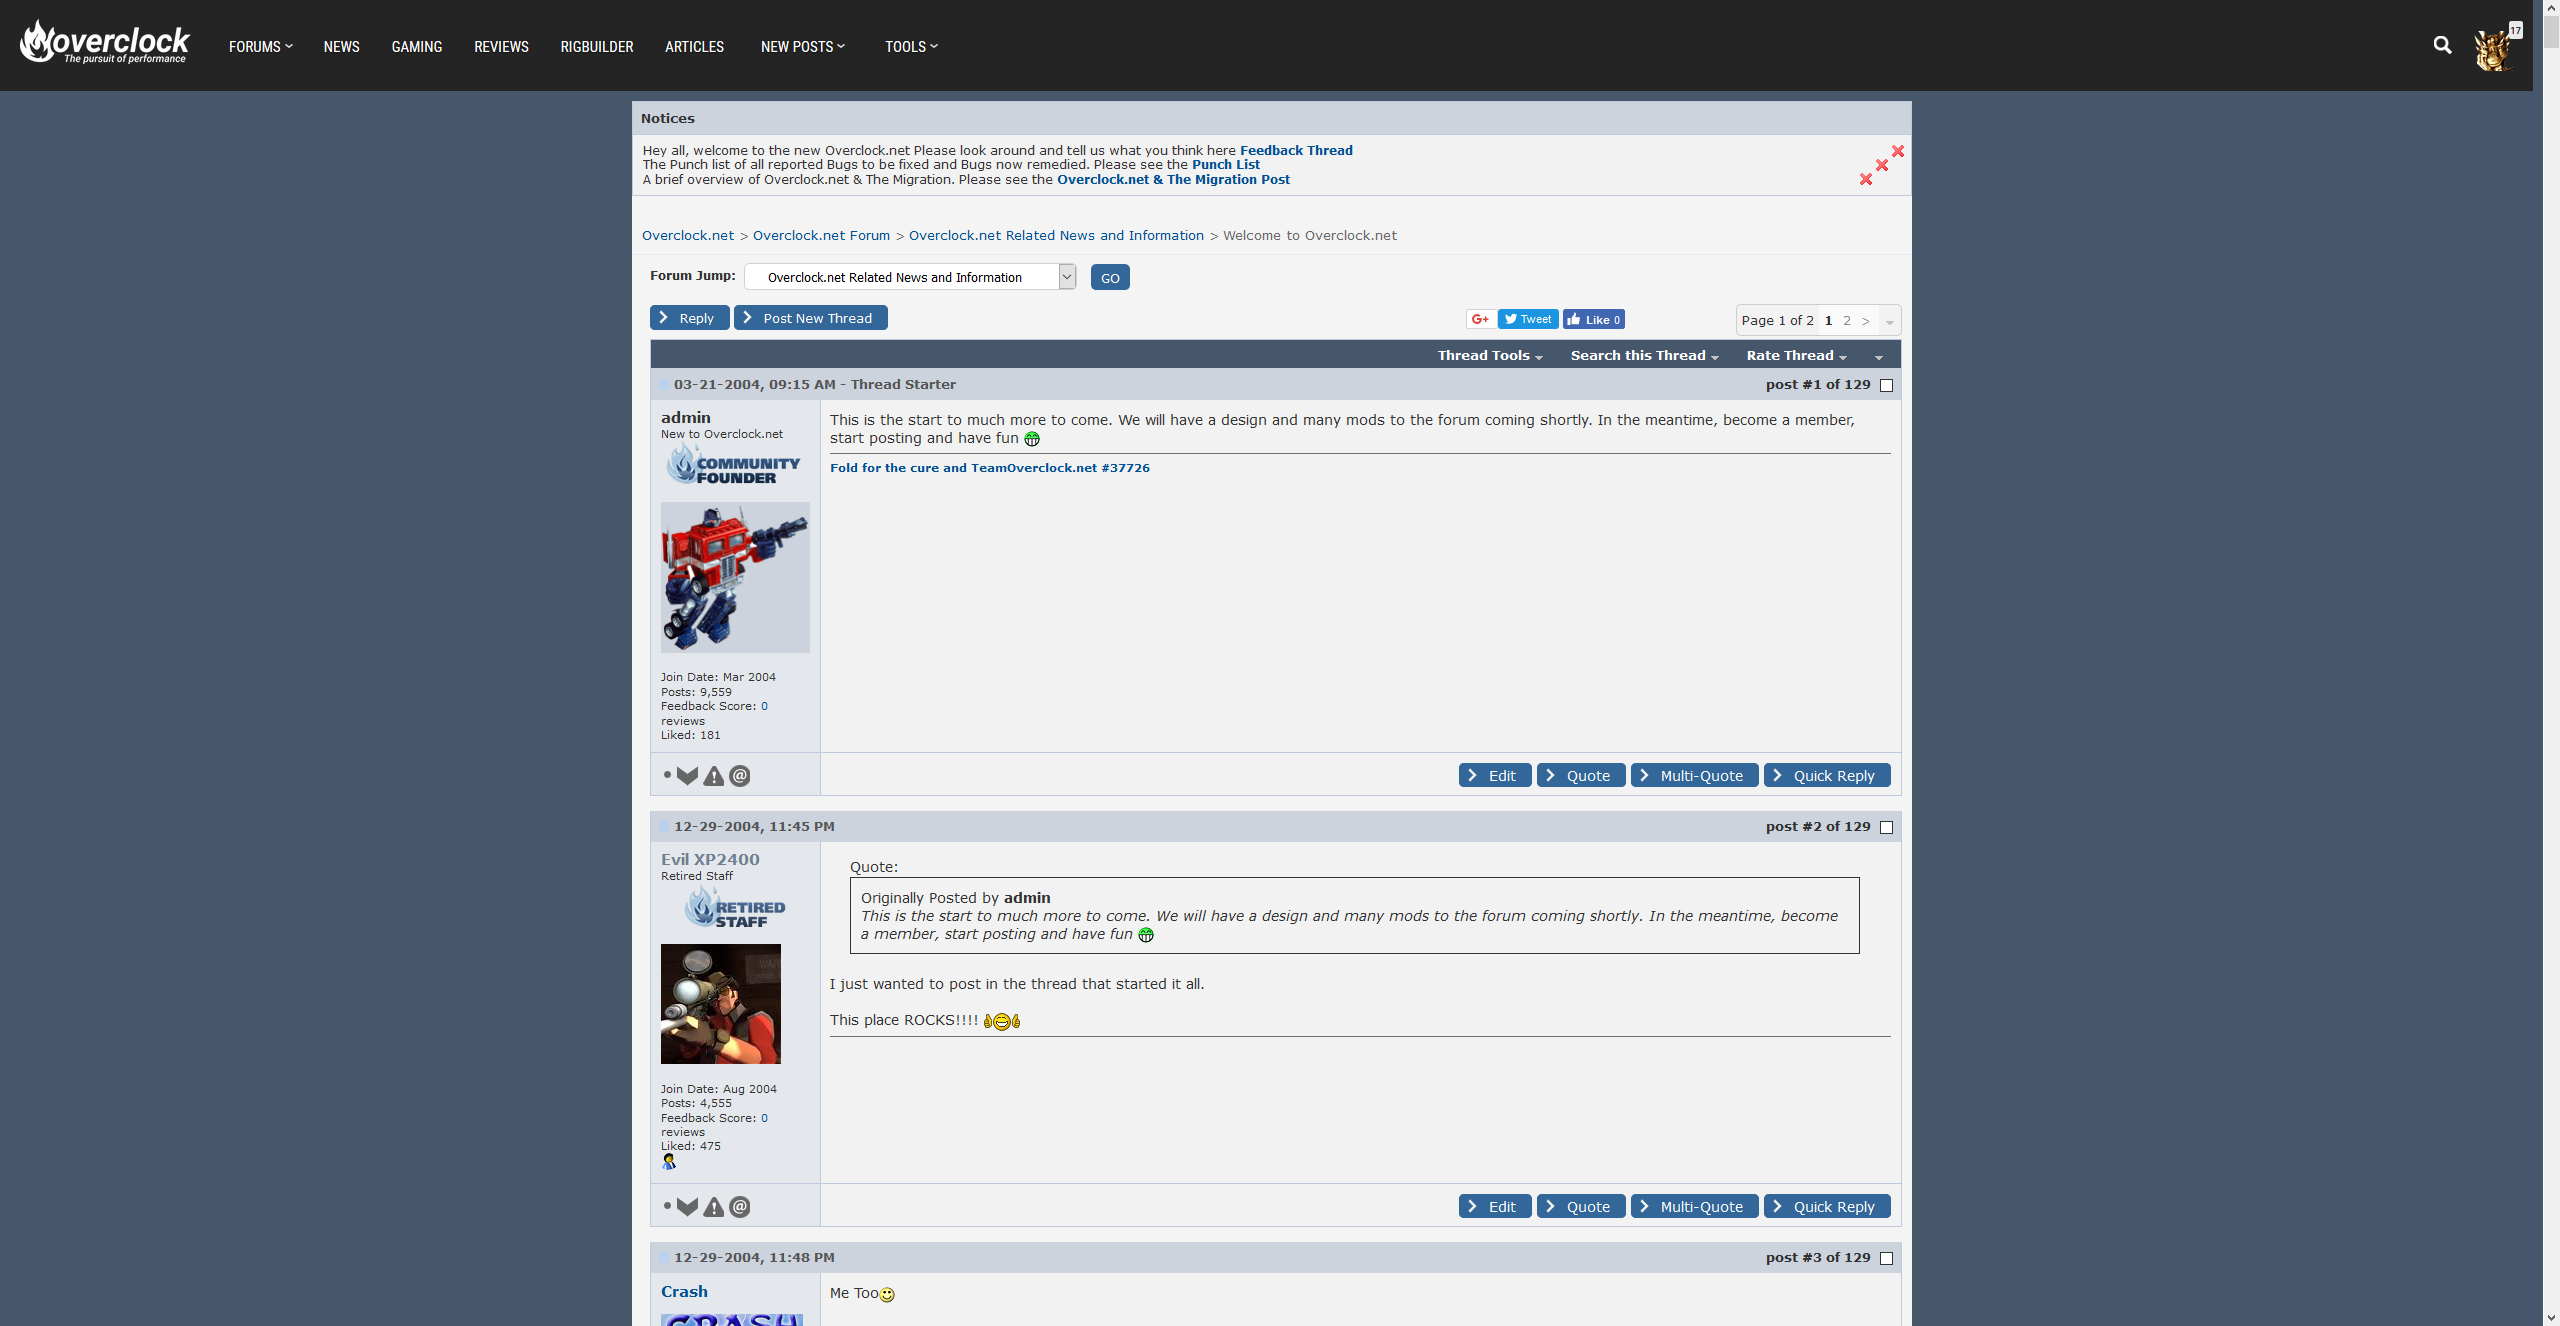 overclock
The pursuit of performance
FORUMS NEWS GAMING REVIEWS RIGBUILDER ARTICLES NEW POSTS TOOLS
17
Notices
Hey all, welcome to the new Overclock.net Please look around and tell us what you think here Feedback Thread
The Punch list of all reported Bugs to be fixed and Bugs now remedied. Please see the Punch List
A brief overview of Overclock.net & The Migration. Please see the Overclock.net & The Migration Post
Overclock.net > Overclock.net Forum > Overclock.net Related News and Information > Welcome to Overclock.net
Forum Jump: Overclock.net Related News and Information GO
Reply Post New Thread G+ Tweet Like 0 Page 1 of 2 1 2 >
Thread Tools Search this Thread Rate Thread
03-21-2004, 09:15 AM - Thread Starter post #1 of 129
admin
New to Overclock.net
COMMUNITY
FOUNDER
Join Date: Mar 2004
Posts: 9,559
Feedback Score: 0
reviews
Liked: 181
This is the start to much more to come. We will have a design and many mods to the forum coming shortly. In the meantime, become a member,
start posting and have fun
Fold for the cure and TeamOverclock.net #37726
@ Edit Quote Multi-Quote Quick Reply
12-29-2004, 11:45 PM post #2 of 129
Evil XP2400
Retired Staff
RETIRED
STAFF
Join Date: Aug 2004
Posts: 4,555
Feedback Score: 0
reviews
Liked: 475
Quote:
Originally Posted by admin
This is the start to much more to come. We will have a design and many mods to the forum coming shortly. In the meantime, become
a member, start posting and have fun
I just wanted to post in the thread that started it all.
This place ROCKS!!!!
@ Edit Quote Multi-Quote Quick Reply
12-29-2004, 11:48 PM post #3 of 129
Crash
CRASH
Me Too